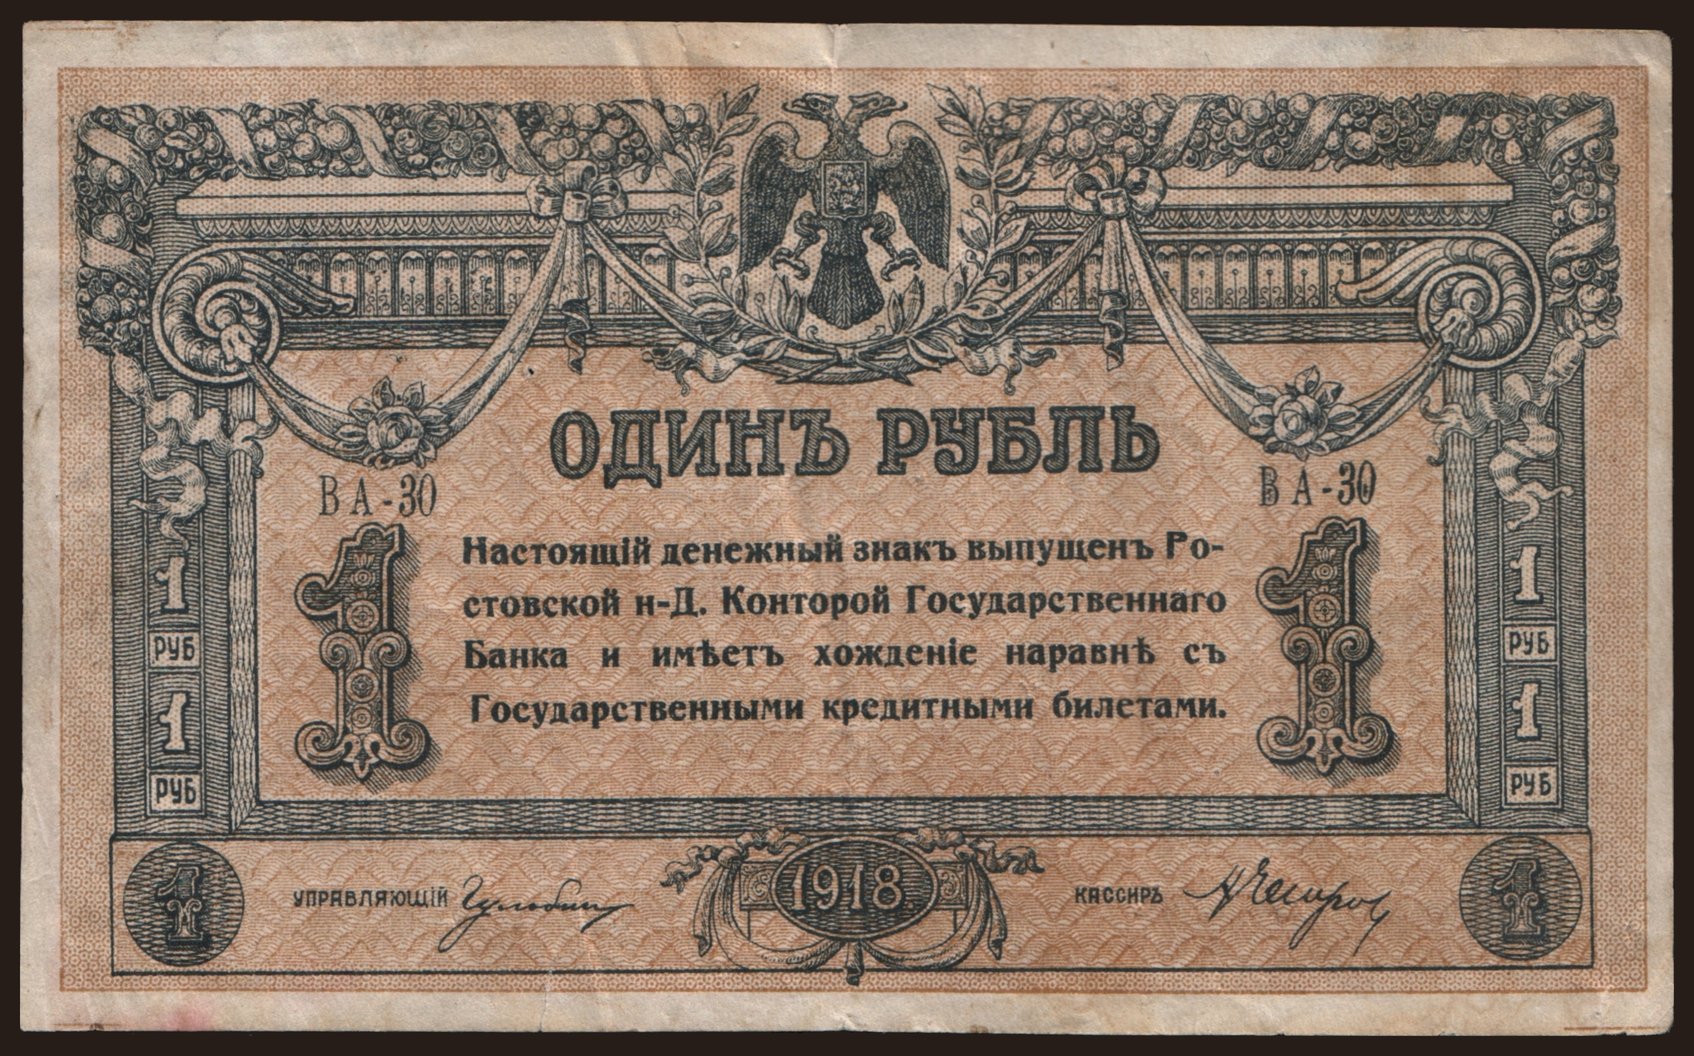 ОДИНЪ РУБЛЬ
ВА-30 ВА-30
1 1
Настоящій денежный знакъ выпущенъ Ро-
стовской н-Д. Конторой Государственнаго
Банка и имѣетъ хожденіе наравнѣ съ
Государственными кредитными билетами.
1 1
РУБ РУБ
1 1
РУБ РУБ
1 УПРАВЛЯЮЩІЙ 1918 КАССИРЪ 1